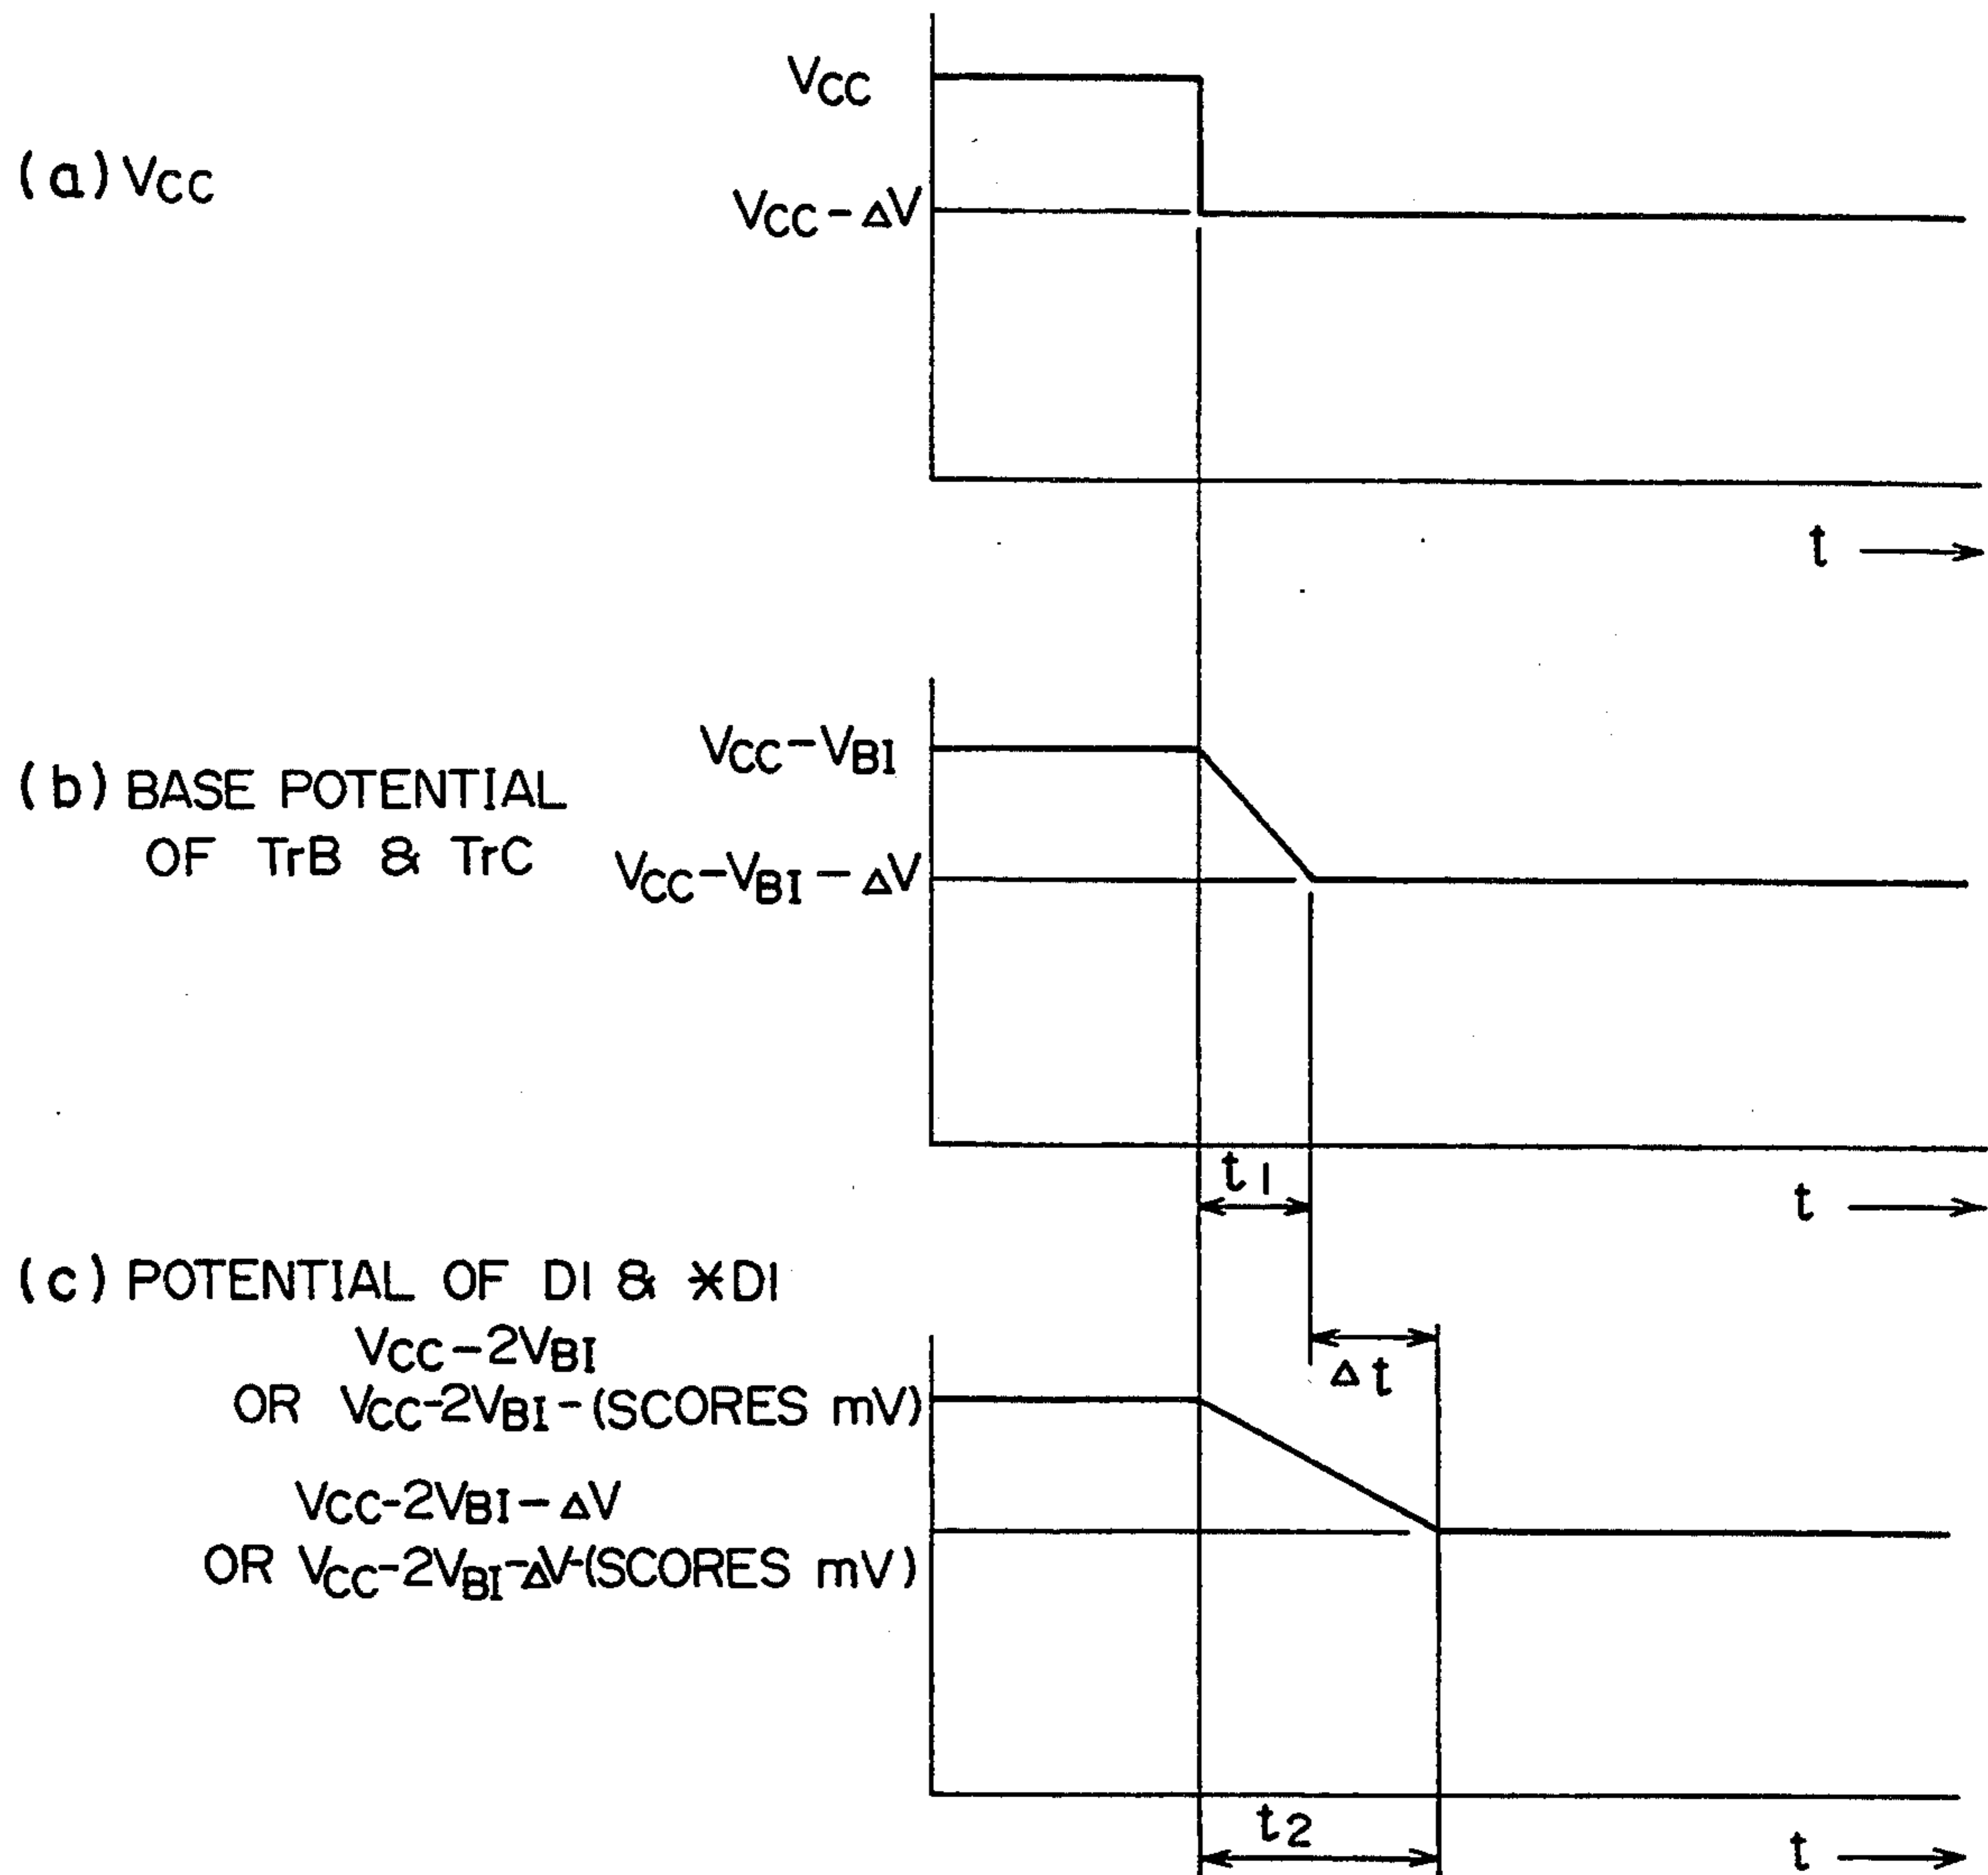 VCC
(a) VCC
VCC-ΔV
t
VCC-VBI
(b) BASE POTENTIAL
OF TrB & TrC
VCC-VBI-ΔV
t1
t
(c) POTENTIAL OF DI & *DI
Δt
VCC-2VBI
OR VCC-2VBI-(SCORES mV)
VCC-2VBI-ΔV
OR VCC-2VBI-ΔV-(SCORES mV)
t2
t